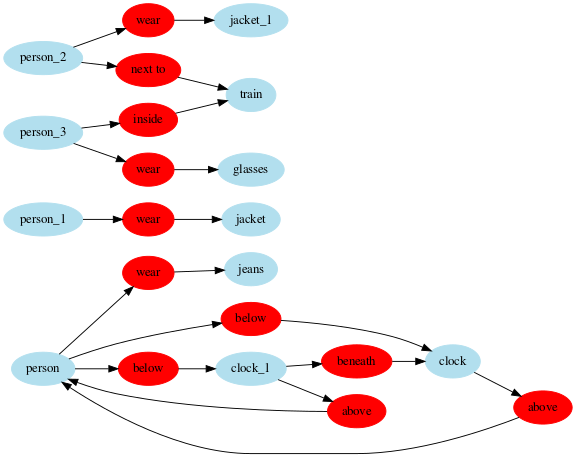 wear
jacket_1
person_2
next to
train
inside
person_3
wear
glasses
person_1
wear
jacket
wear
jeans
below
person
below
clock_1
beneath
clock
above
above